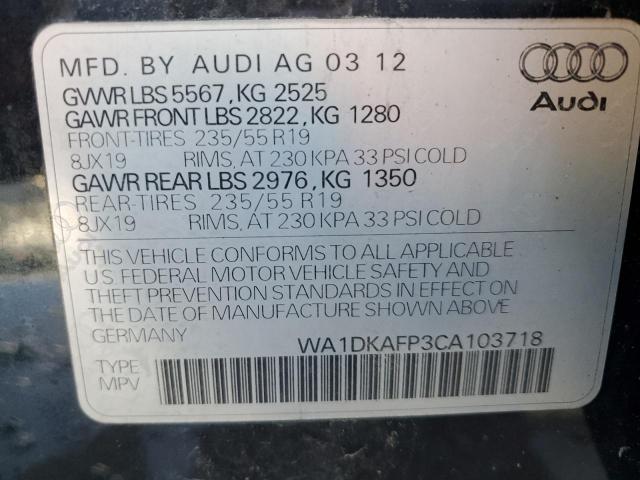 MFD. BY AUDI AG 03 12
GVWR LBS 5567, KG 2525
GAWR FRONT LBS 2822, KG 1280
FRONT-TIRES 235/55 R19
8JX19 RIMS, AT 230 KPA 33 PSI COLD
GAWR REAR LBS 2976, KG 1350
REAR-TIRES 235/55 R19
8JX19 RIMS, AT 230 KPA 33 PSI COLD
Audi
THIS VEHICLE CONFORMS TO ALL APPLICABLE
U.S. FEDERAL MOTOR VEHICLE SAFETY AND
THEFT PREVENTION STANDARDS IN EFFECT ON
THE DATE OF MANUFACTURE SHOWN ABOVE.
GERMANY WA1DKAFP3CA103718
TYPE
MPV